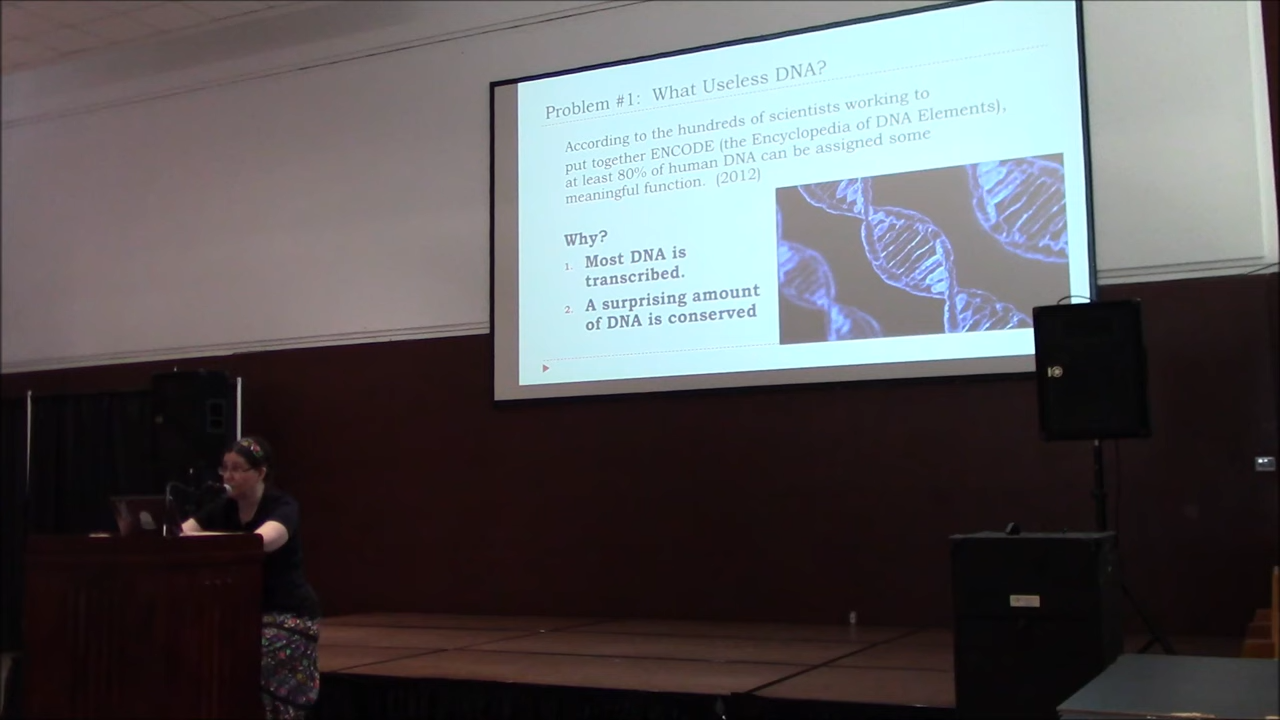 Problem #1: What Useless DNA?
According to the hundreds of scientists working to
put together ENCODE (the Encyclopedia of DNA Elements),
at least 80% of human DNA can be assigned some
meaningful function. (2012)
Why?
1. Most DNA is
transcribed.
2. A surprising amount
of DNA is conserved